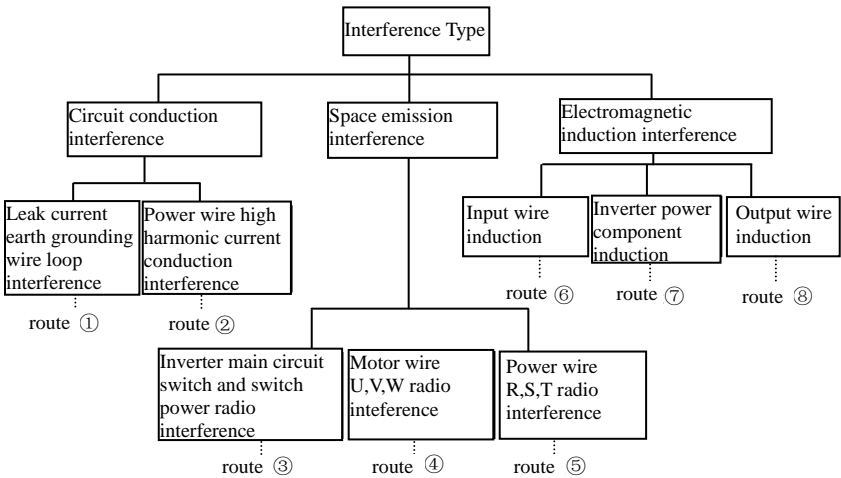 Interference Type
Circuit conduction
interference
Space emission
interference
Electromagnetic
induction interference
Leak current
earth grounding
wire loop
interference
Power wire high
harmonic current
conduction
interference
Input wire
induction
Inverter power
component
induction
Output wire
induction
route ①
route ②
route ⑥
route ⑦
route ⑧
Inverter main circuit
switch and switch
power radio
interference
Motor wire
U,V,W radio
inteference
Power wire
R,S,T radio
interference
route ③
route ④
route ⑤